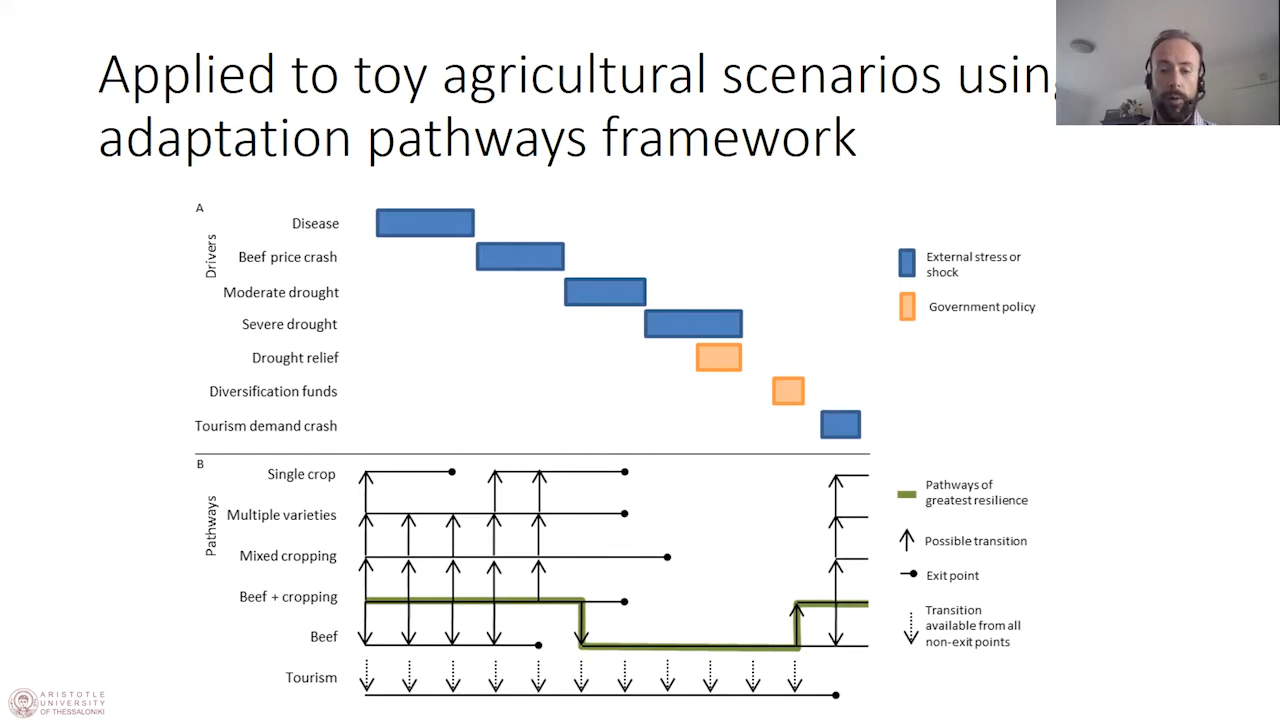 Applied to toy agricultural scenarios usin
adaptation pathways framework
A
Drivers
Disease
Beef price crash
Moderate drought
Severe drought
Drought relief
Diversification funds
Tourism demand crash
External stress or
shock
Government policy
B
Pathways
Single crop
Multiple varieties
Mixed cropping
Beef + cropping
Beef
Tourism
Pathways of
greatest resilience
Possible transition
Exit point
Transition
available from all
non-exit points
ARISTOTLE
UNIVERSITY
OF THESSALONIKI